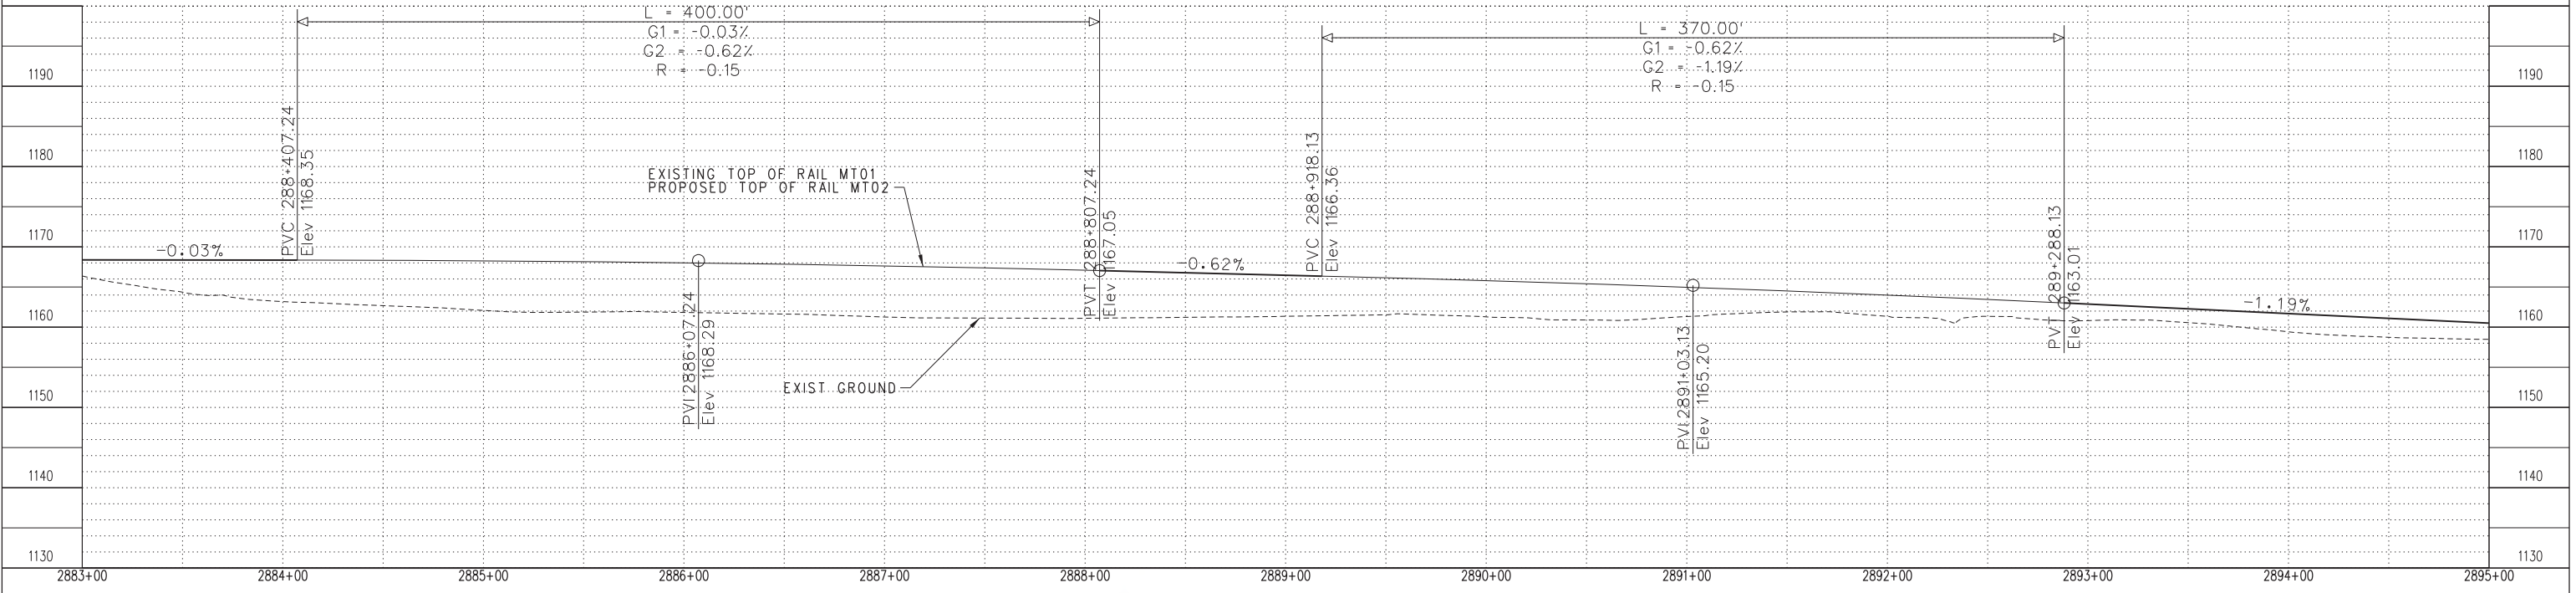 L = 400.00'
G1 = -0.03%
G2 = -0.62%
R = -0.15
L = 370.00'
G1 = -0.62%
G2 = -1.19%
R = -0.15
1190
1180
1170
1160
1150
1140
1130
1190
1180
1170
1160
1150
1140
1130
-0.03%
PVC 288+407.24
Elev 1168.35
EXISTING TOP OF RAIL MT01
PROPOSED TOP OF RAIL MT02
PVI 2886+07.24
Elev 1168.29
EXIST GROUND
PVT 288+807.24
Elev 1167.05
-0.62%
PVC 288+918.13
Elev 1166.36
PVI 2891+03.13
Elev 1165.20
PVT 289+288.13
Elev 1163.01
-1.19%
2883+00
2884+00
2885+00
2886+00
2887+00
2888+00
2889+00
2890+00
2891+00
2892+00
2893+00
2894+00
2895+00